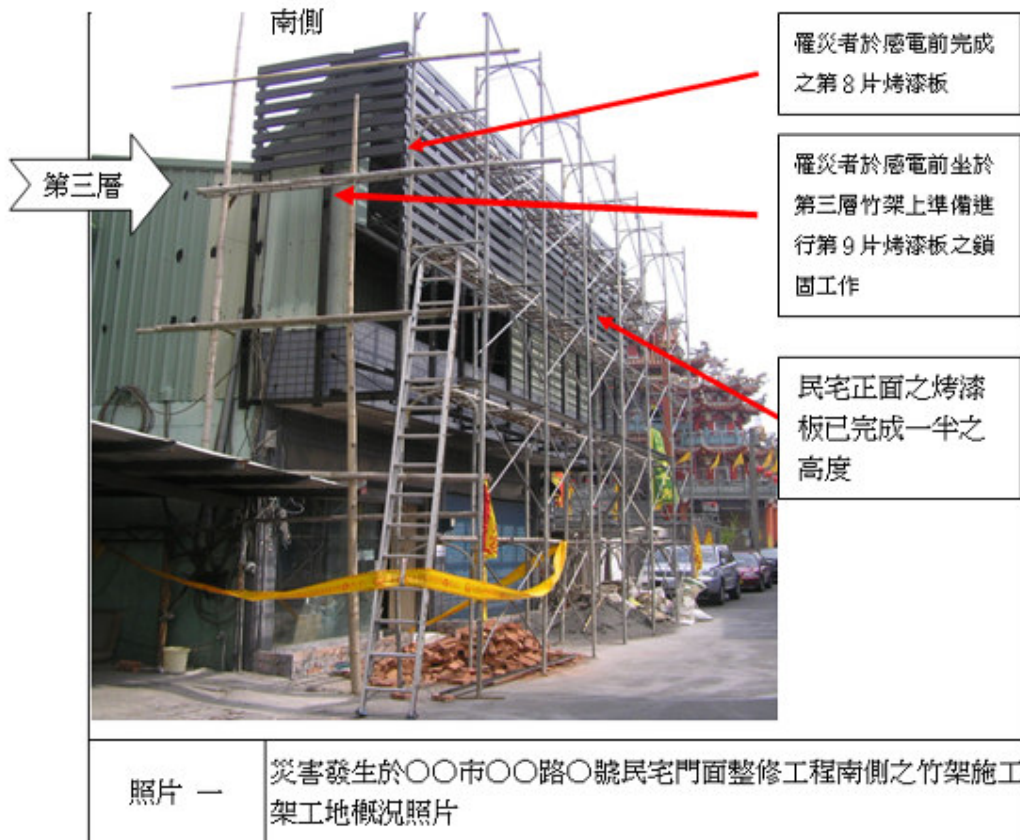 南側
罹災者於感電前完成
之第8片烤漆板
第三層
罹災者於感電前坐於
第三層竹架上準備進
行第9片烤漆板之鎖
固工作
民宅正面之烤漆
板已完成一半之
高度
照片 一
災害發生於○○市○○路○號民宅門面整修工程南側之竹架施工
架工地概況照片